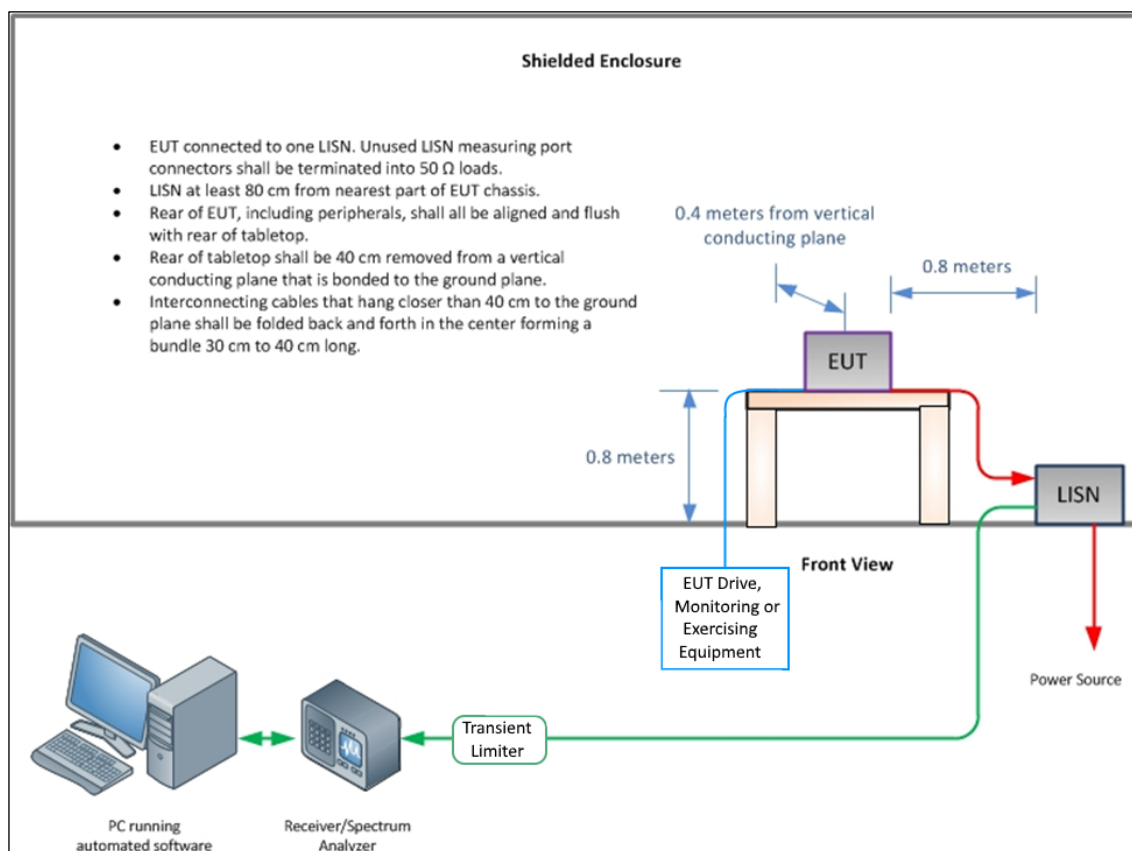 Shielded Enclosure
• EUT connected to one LISN. Unused LISN measuring port
connectors shall be terminated into 50 Ω loads.
• LISN at least 80 cm from nearest part of EUT chassis.
• Rear of EUT, including peripherals, shall all be aligned and flush
with rear of tabletop.
• Rear of tabletop shall be 40 cm removed from a vertical
conducting plane that is bonded to the ground plane.
• Interconnecting cables that hang closer than 40 cm to the ground
plane shall be folded back and forth in the center forming a
bundle 30 cm to 40 cm long.
0.4 meters from vertical
conducting plane
0.8 meters
EUT
0.8 meters
LISN
Front View
EUT Drive,
Monitoring or
Exercising
Equipment
Power Source
Transient
Limiter
PC running
automated software
Receiver/Spectrum
Analyzer